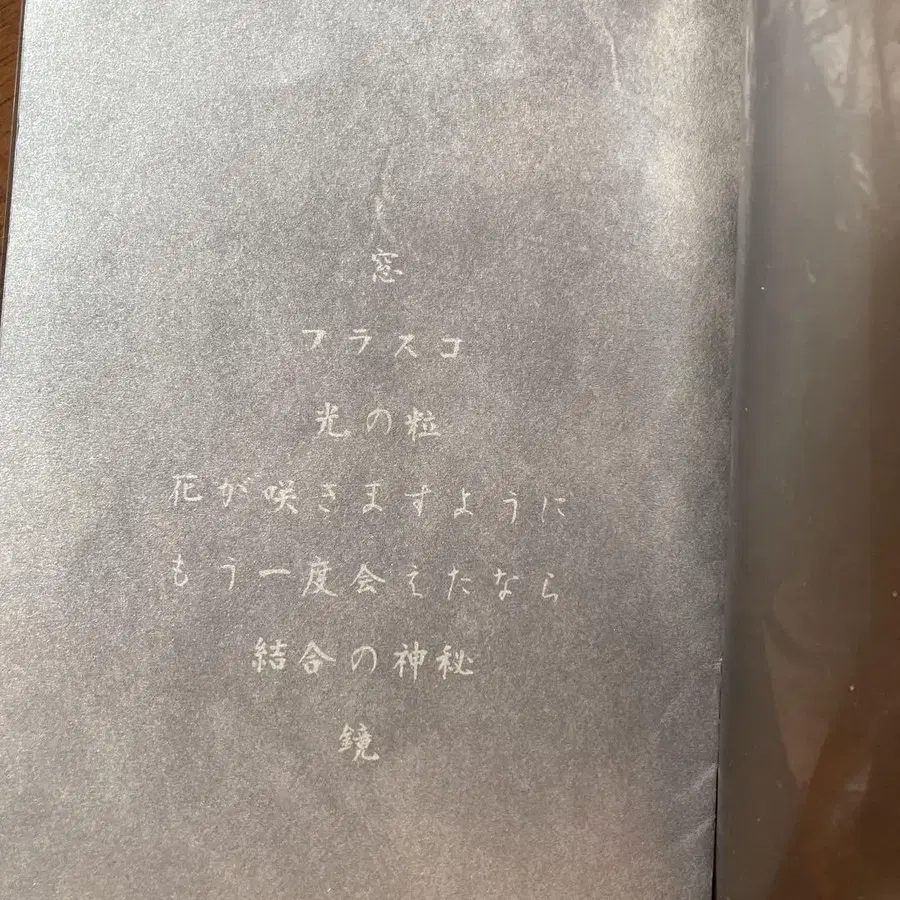 窓
フラスコ
光の粒
花が咲きますように
もう一度会えたなら
結合の神秘
鏡